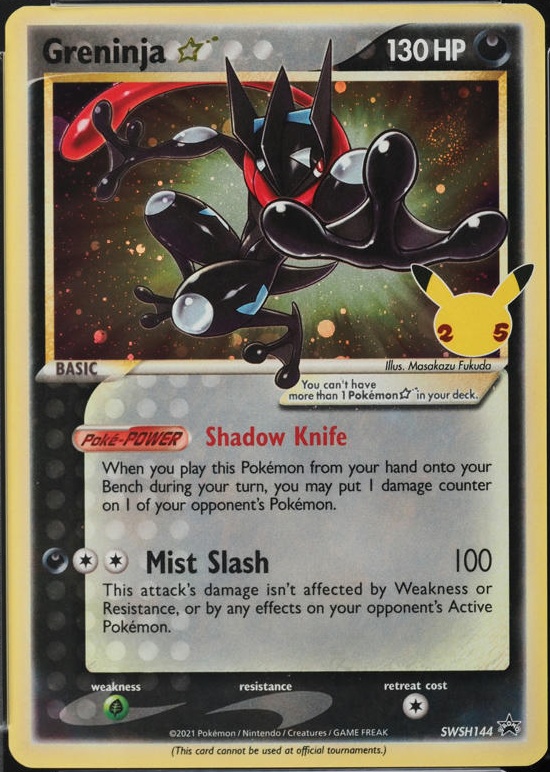 Greninja ☆
130 HP
2 5
BASIC
Illus. Masakazu Fukuda
You can't have
more than 1 Pokémon☆ in your deck.
Poké-POWER Shadow Knife
When you play this Pokémon from your hand onto your
Bench during your turn, you may put 1 damage counter
on 1 of your opponent's Pokémon.
Mist Slash 100
This attack's damage isn't affected by Weakness or
Resistance, or by any effects on your opponent's Active
Pokémon.
weakness resistance retreat cost
©2021 Pokémon / Nintendo / Creatures / GAME FREAK
SWSH144
(This card cannot be used at official tournaments.)